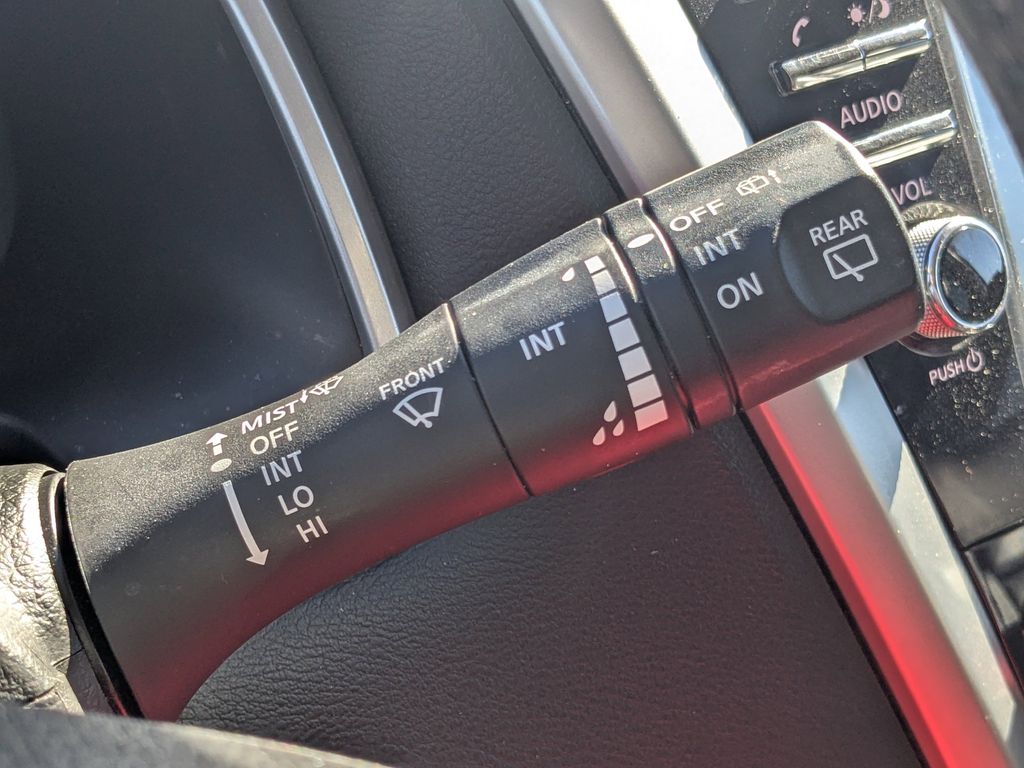 MIST
OFF
INT
LO
HI
FRONT
INT
OFF
INT
ON
REAR
AUDIO
VOL
PUSH